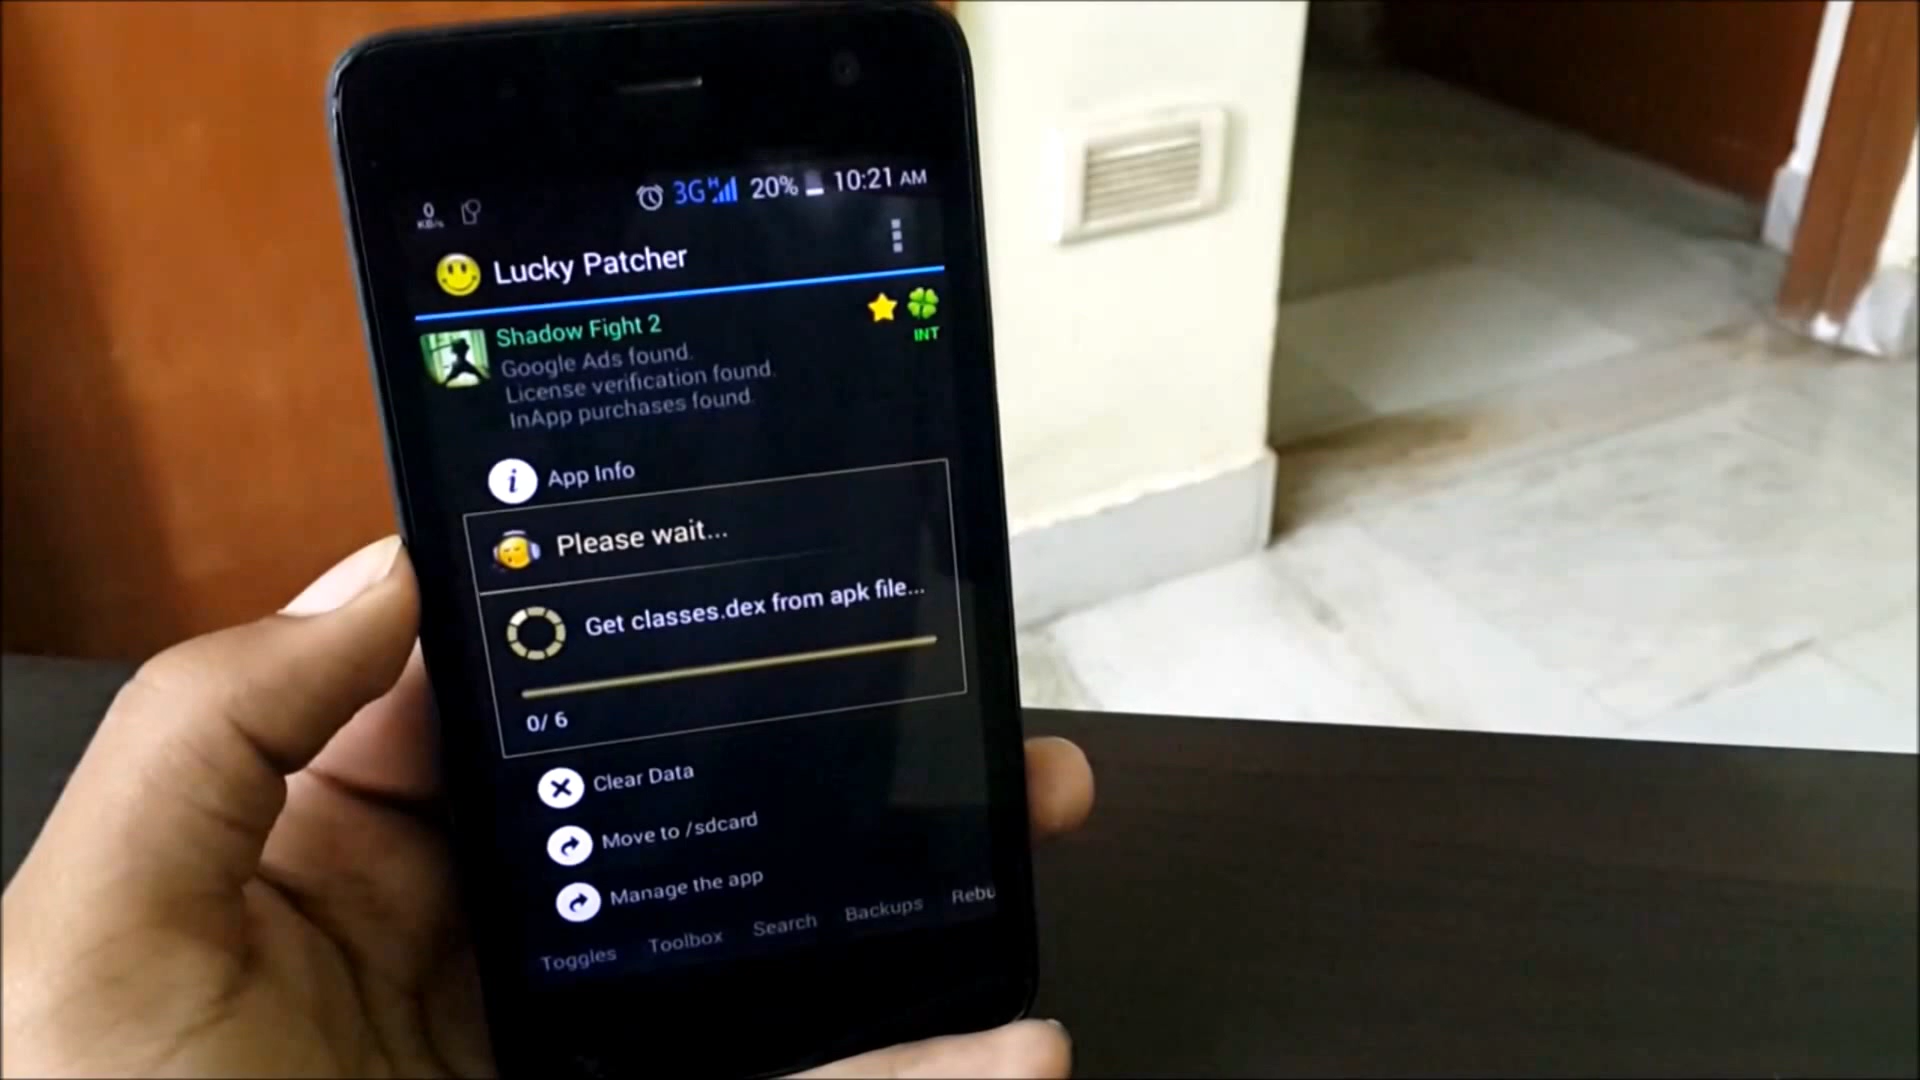 0
KB/s
3G H 20% 10:21 AM
Lucky Patcher
Shadow Fight 2
Google Ads found.
License verification found.
InApp purchases found.
INT
i App Info
Please wait...
Get classes.dex from apk file...
0/ 6
Clear Data
Move to /sdcard
Manage the app
Toggles Toolbox Search Backups Rebu